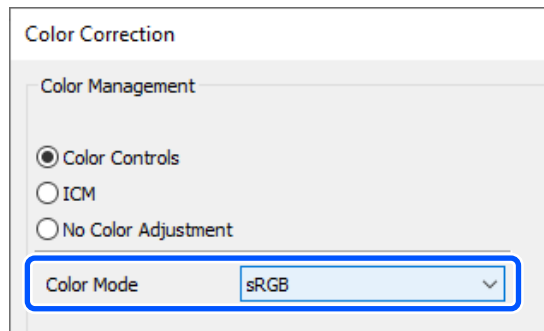 Color Correction
Color Management
Color Controls
ICM
No Color Adjustment
Color Mode sRGB